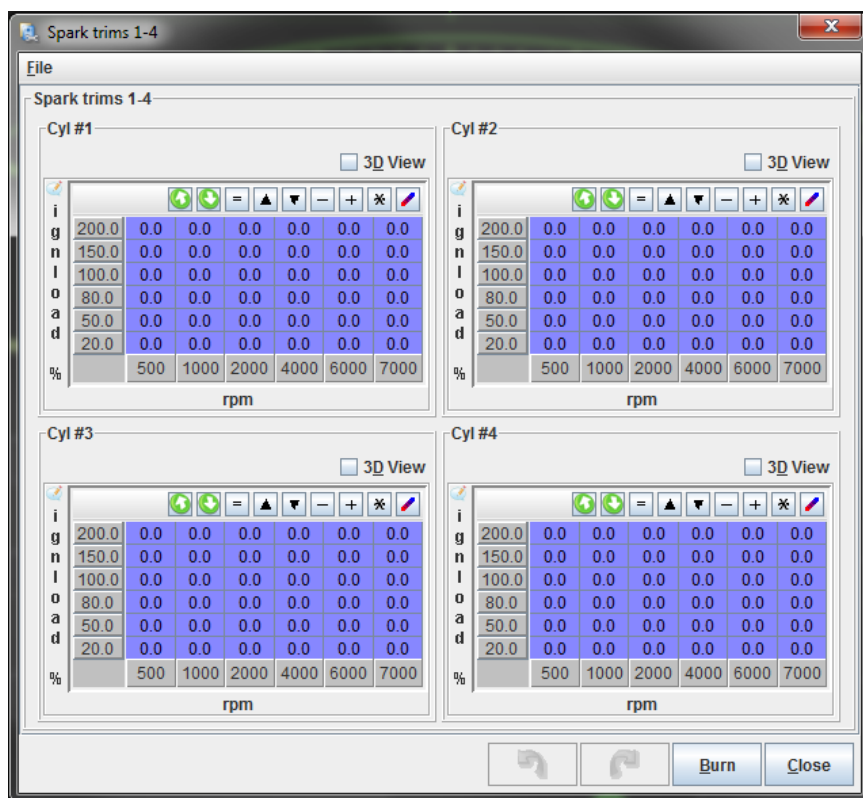 Spark trims 1-4
File
Spark trims 1-4
Cyl #1
3D View
= - + *
ignload
%
200.0 0.0 0.0 0.0 0.0 0.0 0.0
150.0 0.0 0.0 0.0 0.0 0.0 0.0
100.0 0.0 0.0 0.0 0.0 0.0 0.0
80.0 0.0 0.0 0.0 0.0 0.0 0.0
50.0 0.0 0.0 0.0 0.0 0.0 0.0
20.0 0.0 0.0 0.0 0.0 0.0 0.0
500 1000 2000 4000 6000 7000
rpm
Cyl #2
3D View
= - + *
ignload
%
200.0 0.0 0.0 0.0 0.0 0.0 0.0
150.0 0.0 0.0 0.0 0.0 0.0 0.0
100.0 0.0 0.0 0.0 0.0 0.0 0.0
80.0 0.0 0.0 0.0 0.0 0.0 0.0
50.0 0.0 0.0 0.0 0.0 0.0 0.0
20.0 0.0 0.0 0.0 0.0 0.0 0.0
500 1000 2000 4000 6000 7000
rpm
Cyl #3
3D View
= - + *
ignload
%
200.0 0.0 0.0 0.0 0.0 0.0 0.0
150.0 0.0 0.0 0.0 0.0 0.0 0.0
100.0 0.0 0.0 0.0 0.0 0.0 0.0
80.0 0.0 0.0 0.0 0.0 0.0 0.0
50.0 0.0 0.0 0.0 0.0 0.0 0.0
20.0 0.0 0.0 0.0 0.0 0.0 0.0
500 1000 2000 4000 6000 7000
rpm
Cyl #4
3D View
= - + *
ignload
%
200.0 0.0 0.0 0.0 0.0 0.0 0.0
150.0 0.0 0.0 0.0 0.0 0.0 0.0
100.0 0.0 0.0 0.0 0.0 0.0 0.0
80.0 0.0 0.0 0.0 0.0 0.0 0.0
50.0 0.0 0.0 0.0 0.0 0.0 0.0
20.0 0.0 0.0 0.0 0.0 0.0 0.0
500 1000 2000 4000 6000 7000
rpm
Burn
Close